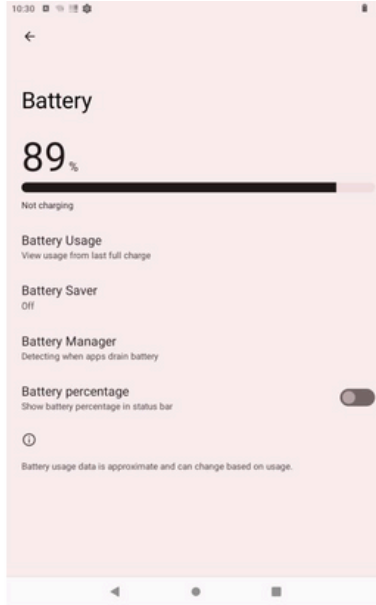 10:30
Battery
89%
Not charging
Battery Usage
View usage from last full charge
Battery Saver
Off
Battery Manager
Detecting when apps drain battery
Battery percentage
Show battery percentage in status bar
Battery usage data is approximate and can change based on usage.